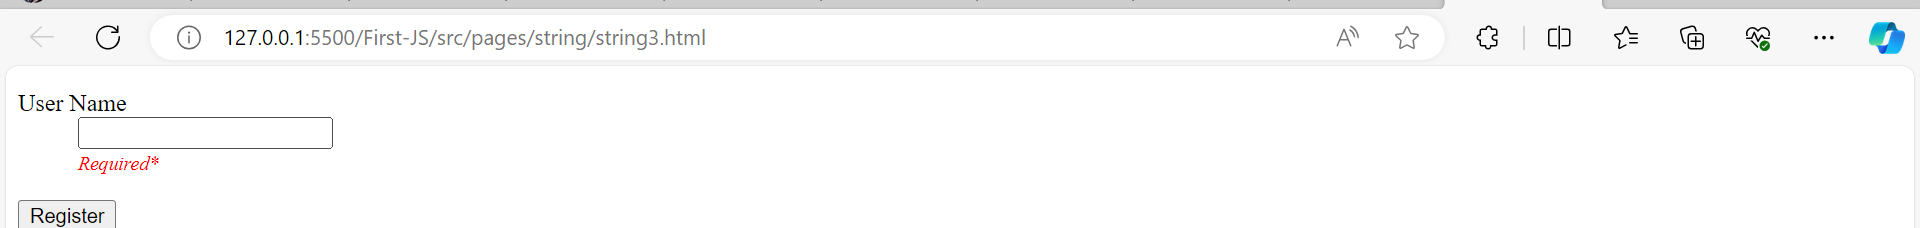 127.0.0.1:5500/First-JS/src/pages/string/string3.html
User Name
Required*
Register